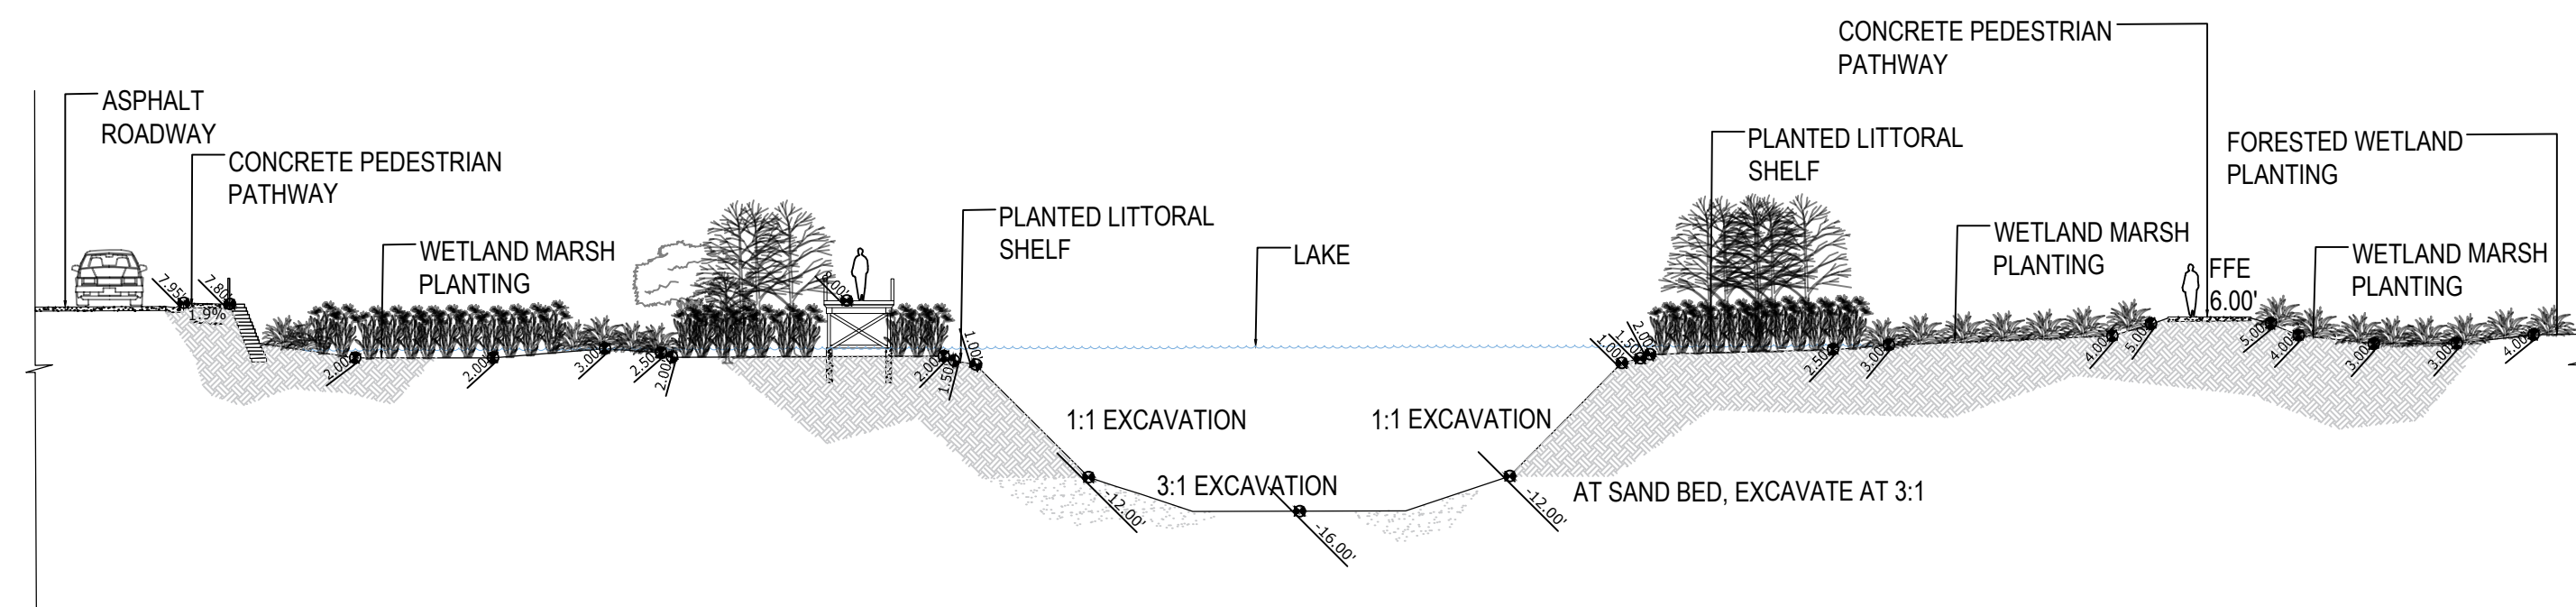 CONCRETE PEDESTRIAN
PATHWAY
ASPHALT
ROADWAY
CONCRETE PEDESTRIAN
PATHWAY
PLANTED LITTORAL
SHELF
FORESTED WETLAND
PLANTING
PLANTED LITTORAL
SHELF
WETLAND MARSH
PLANTING
LAKE
WETLAND MARSH
PLANTING
WETLAND MARSH
PLANTING
FFE
6.00'
7.95'
7.80'
1.9%
2.00'
2.00'
3.00'
2.50'
2.00'
2.00'
1.50'
1.00'
1.00'
1.50'
2.00'
2.50'
3.00'
4.00'
5.00'
5.00'
4.00'
3.00'
3.00'
4.00'
1:1 EXCAVATION
1:1 EXCAVATION
3:1 EXCAVATION
AT SAND BED, EXCAVATE AT 3:1
-12.00'
-12.00'
-16.00'